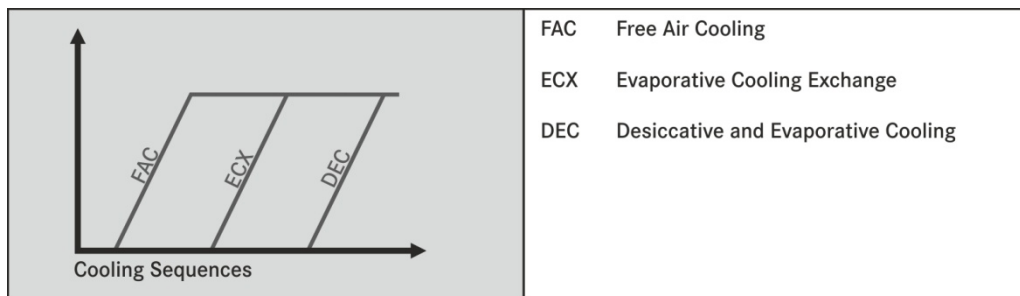 FAC
ECX
DEC
Cooling Sequences
FAC Free Air Cooling
ECX Evaporative Cooling Exchange
DEC Desiccative and Evaporative Cooling